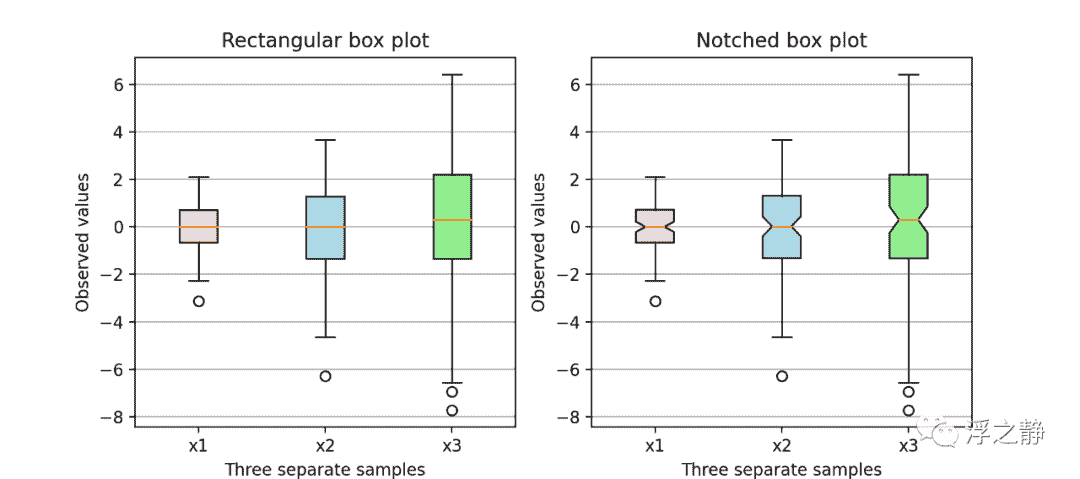 Rectangular box plot
Observed values
6
4
2
0
−2
−4
−6
−8
x1 x2 x3
Three separate samples
Notched box plot
Observed values
6
4
2
0
−2
−4
−6
−8
x1 x2 x3
Three separate samples
浮之静